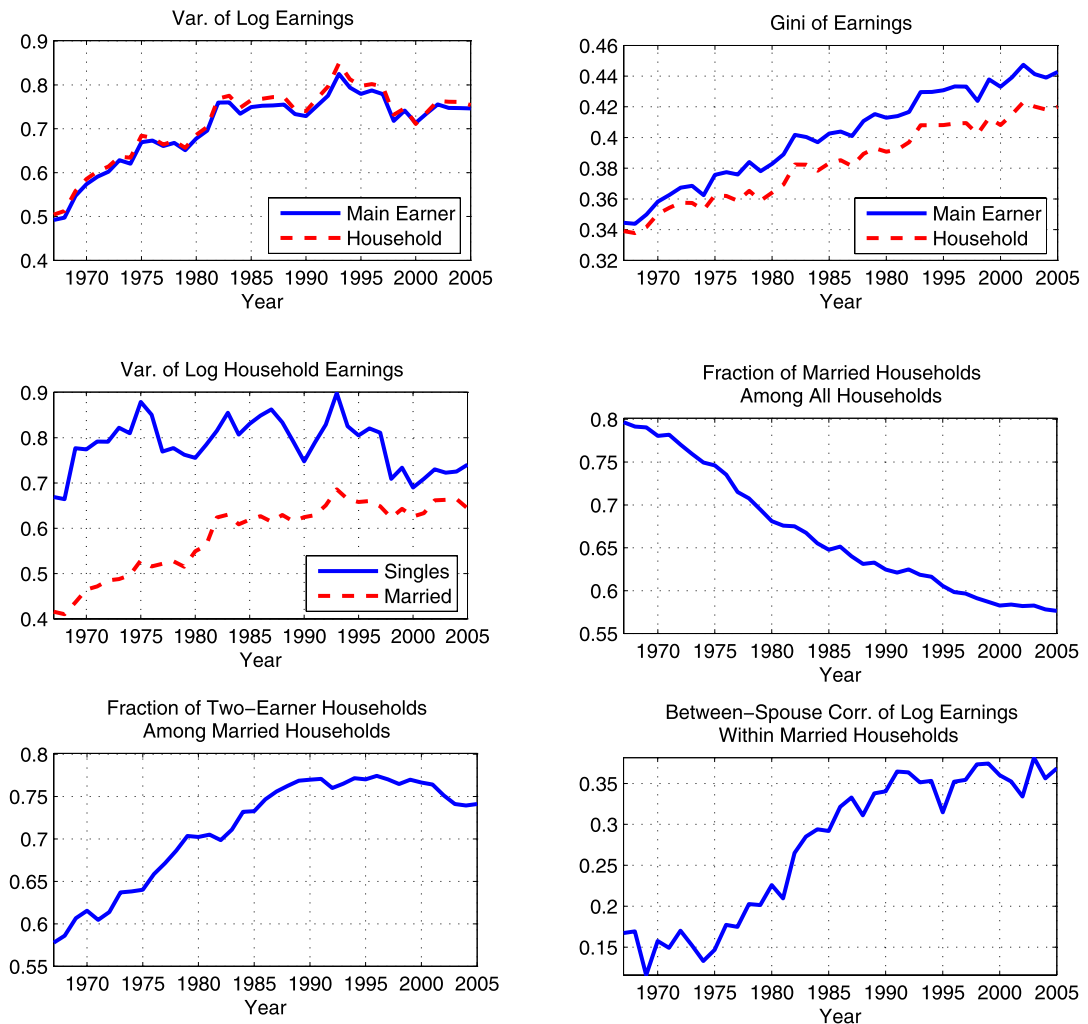 Var. of Log Earnings
0.9
0.8
0.7
0.6
0.5
0.4
Main Earner
Household
1970 1975 1980 1985 1990 1995 2000 2005
Year
Gini of Earnings
0.46
0.44
0.42
0.4
0.38
0.36
0.34
0.32
Main Earner
Household
1970 1975 1980 1985 1990 1995 2000 2005
Year
Var. of Log Household Earnings
0.9
0.8
0.7
0.6
0.5
0.4
Singles
Married
1970 1975 1980 1985 1990 1995 2000 2005
Year
Fraction of Married Households
Among All Households
0.8
0.75
0.7
0.65
0.6
0.55
1970 1975 1980 1985 1990 1995 2000 2005
Year
Fraction of Two−Earner Households
Among Married Households
0.8
0.75
0.7
0.65
0.6
0.55
1970 1975 1980 1985 1990 1995 2000 2005
Year
Between−Spouse Corr. of Log Earnings
Within Married Households
0.35
0.3
0.25
0.2
0.15
1970 1975 1980 1985 1990 1995 2000 2005
Year